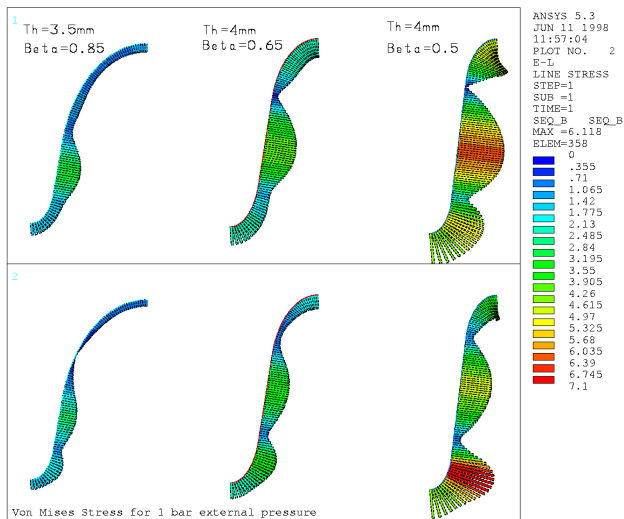 1
Th=3.5mm
Beta=0.85
Th=4mm
Beta=0.65
Th=4mm
Beta=0.5
2
Von Mises Stress for 1 bar external pressure
ANSYS 5.3
JUN 11 1998
11:57:04
PLOT NO. 2
E-L
LINE STRESS
STEP=1
SUB =1
TIME=1
SEQ_B SEQ_B
MAX =6.118
ELEM=358
0
.355
.71
1.065
1.42
1.775
2.13
2.485
2.84
3.195
3.55
3.905
4.26
4.615
4.97
5.325
5.68
6.035
6.39
6.745
7.1